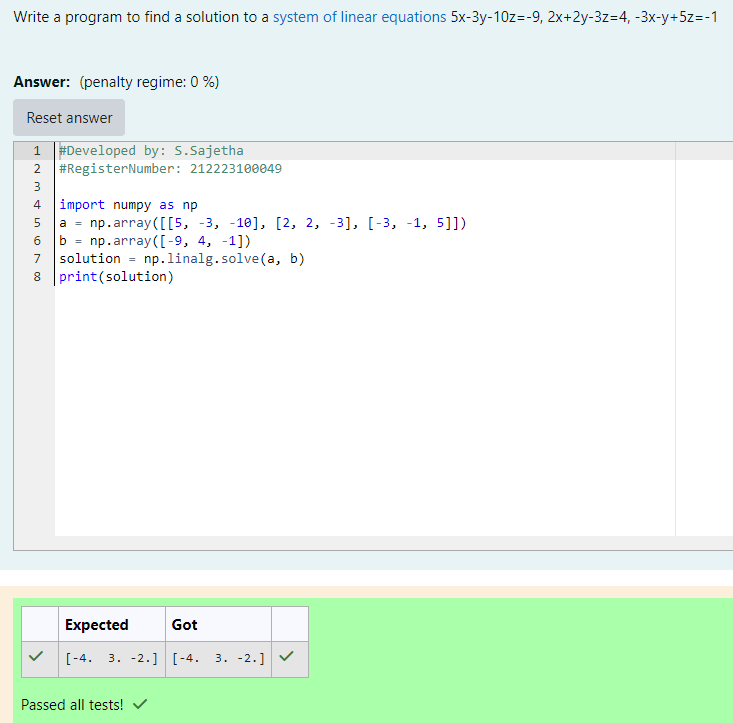 Write a program to find a solution to a system of linear equations 5x-3y-10z=-9, 2x+2y-3z=4, -3x-y+5z=-1
Answer: (penalty regime: 0 %)
Reset answer
1 #Developed by: S.Sajetha
2 #RegisterNumber: 212223100049
3
4 import numpy as np
5 a = np.array([[5, -3, -10], [2, 2, -3], [-3, -1, 5]])
6 b = np.array([-9, 4, -1])
7 solution = np.linalg.solve(a, b)
8 print(solution)
Expected Got
[-4. 3. -2.] [-4. 3. -2.]
Passed all tests!